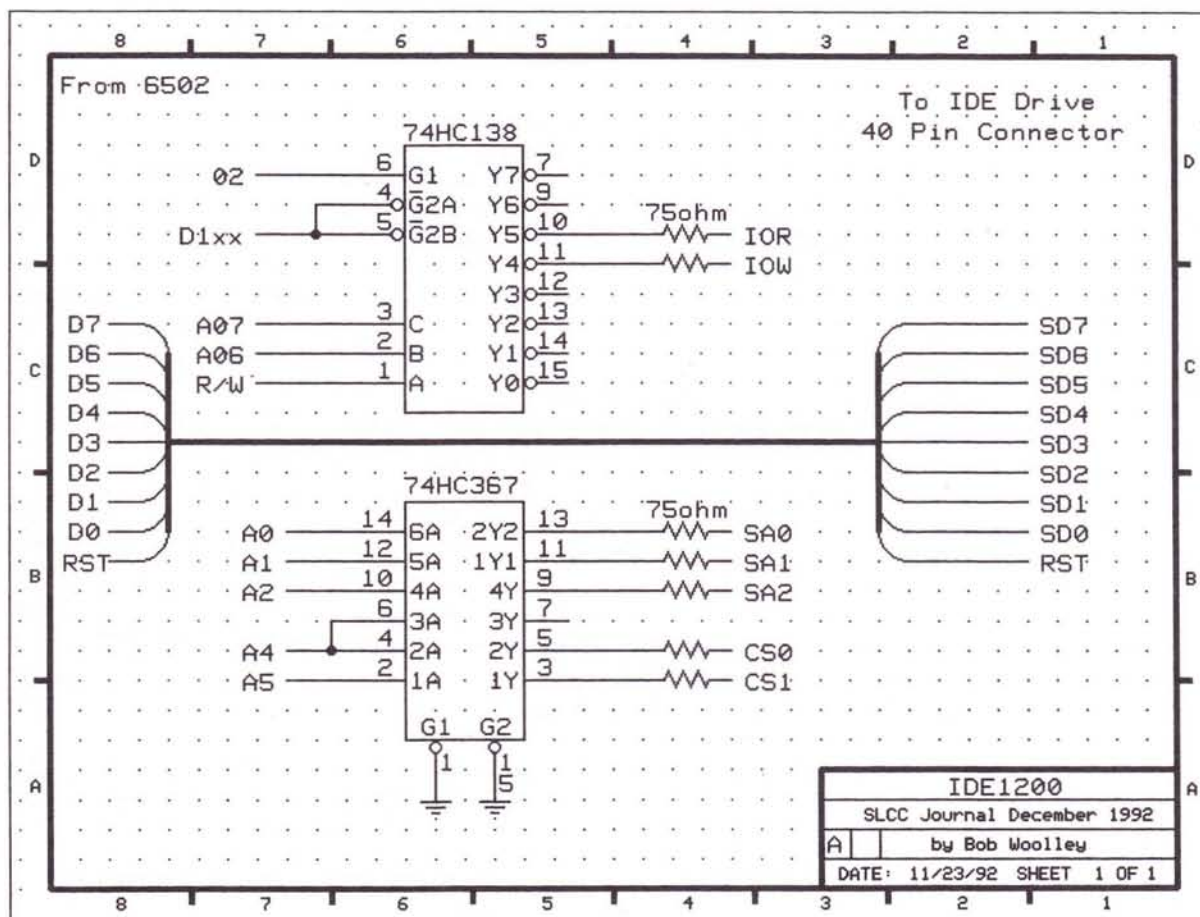 8 7 6 5 4 3 2 1
From 6502
To IDE Drive
40 Pin Connector
D D
74HC138
02 6 G1 Y7 7
4 G2A Y6 9
75ohm
D1xx 5 G2B Y5 10 IOR
Y4 11 IOW
Y3 12
D7 A07 3 C Y2 13 SD7
D6 A06 2 B Y1 14 SD8
C C
D5 R/W 1 A Y0 15 SD5
D4 SD4
D3 SD3
D2 SD2
74HC367
D1 SD1
75ohm
D0 A0 14 6A 2Y2 13 SA0 SD0
RST A1 12 5A 1Y1 11 SA1 RST
B B
A2 10 4A 4Y 9 SA2
6 3A 3Y 7
A4 4 2A 2Y 5 CS0
A5 2 1A 1Y 3 CS1
G1 G2
1 1
5
A A
IDE1200
SLCC Journal December 1992
A by Bob Woolley
DATE: 11/23/92 SHEET 1 OF 1
8 7 6 5 4 3 2 1